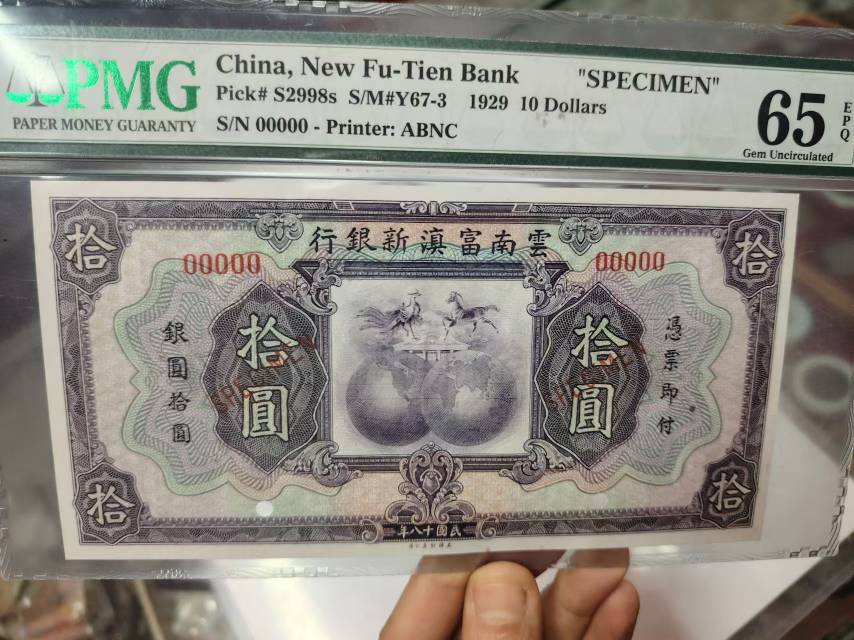 PMG
PAPER MONEY GUARANTY
China, New Fu-Tien Bank "SPECIMEN"
Pick# S2998s S/M#Y67-3 1929 10 Dollars
S/N 00000 - Printer: ABNC
65 EPQ
Gem Uncirculated
行銀新滇富南雲
拾
拾
00000
00000
憑票即付
拾圓
SPECIMEN
拾圓
SPECIMEN
銀圓拾圓
拾
拾
年八十國民